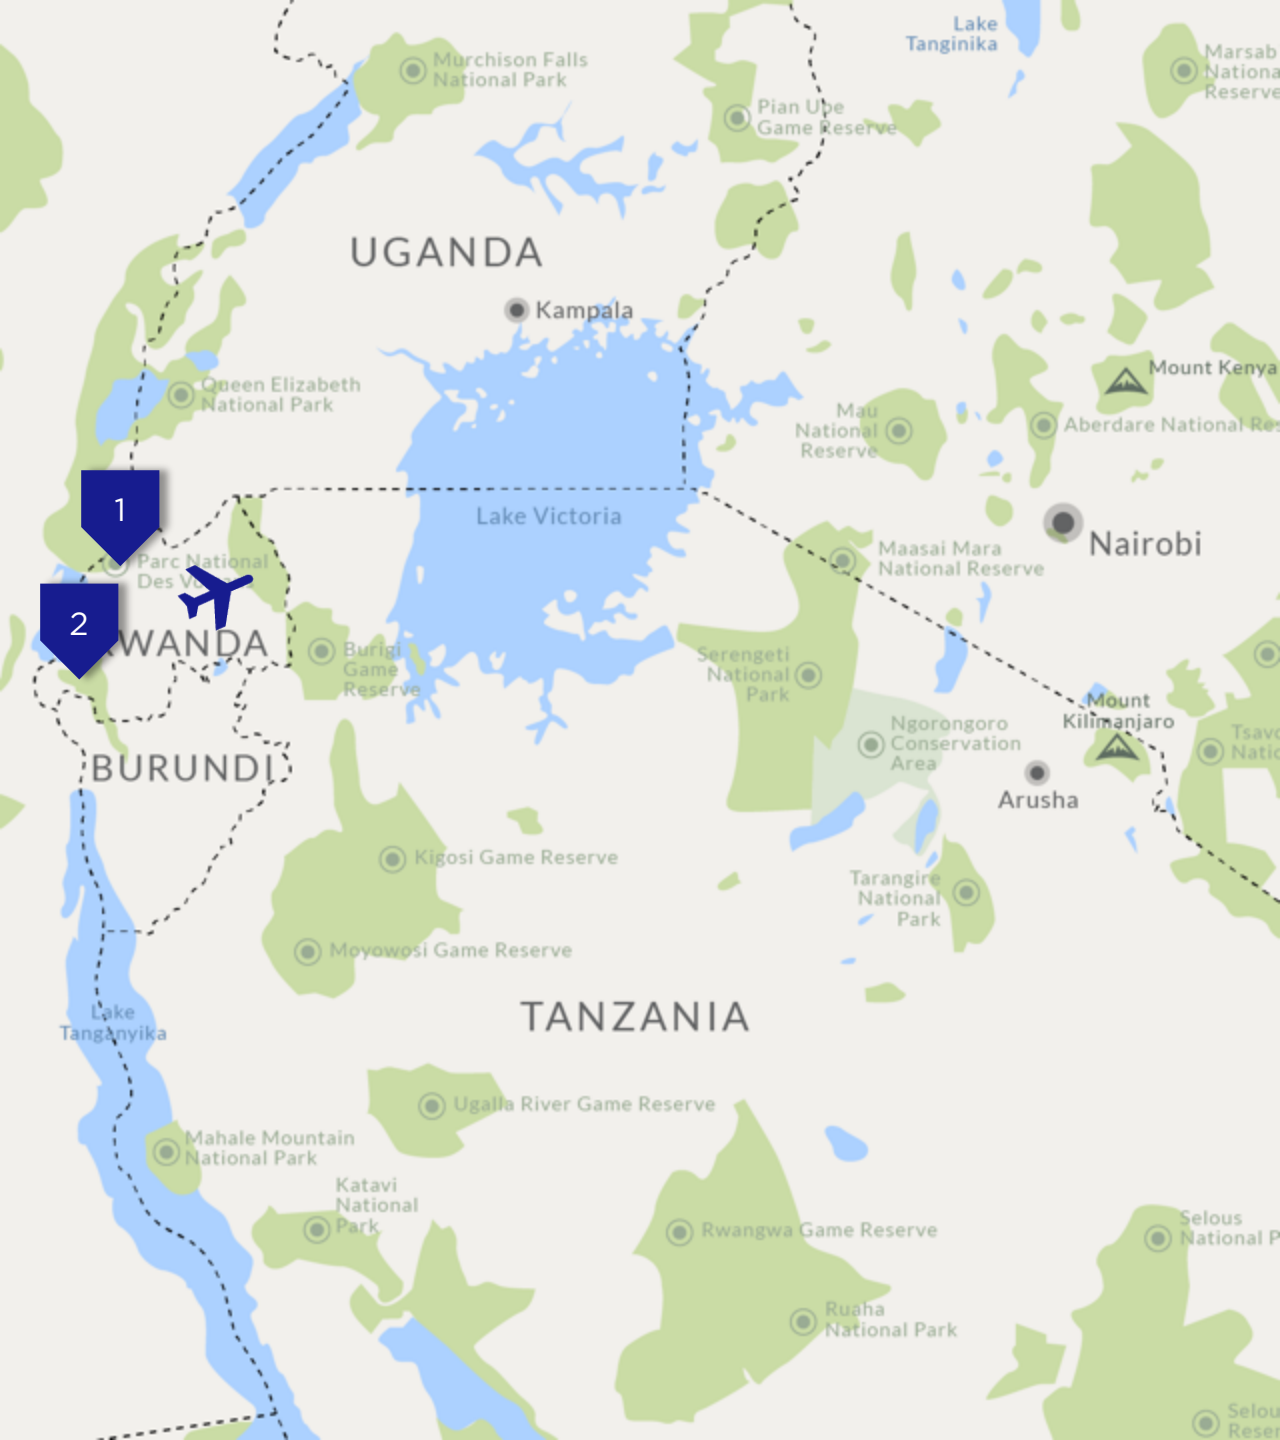 Lake
Tanginika
Murchison Falls
National Park
Marsab
Nationa
Reserve
Pian Upe
Game Reserve
UGANDA
Kampala
Queen Elizabeth
National Park
Mount Kenya
Mau
National
Reserve
Aberdare National Res
1
Lake Victoria
Nairobi
Parc National
Des
Maasai Mara
National Reserve
2
WANDA
Burigi
Game
Reserve
Serengeti
National
Park
Mount
Kilimanjaro
Ngorongoro
Conservation
Area
Tsavo
Natio
BURUNDI
Arusha
Kigosi Game Reserve
Tarangire
National
Park
Moyowosi Game Reserve
TANZANIA
Lake
Tanganyika
Ugalla River Game Reserve
Mahale Mountain
National Park
Katavi
National
Park
Rwangwa Game Reserve
Selous
National P
Ruaha
National Park
Selou
Reser